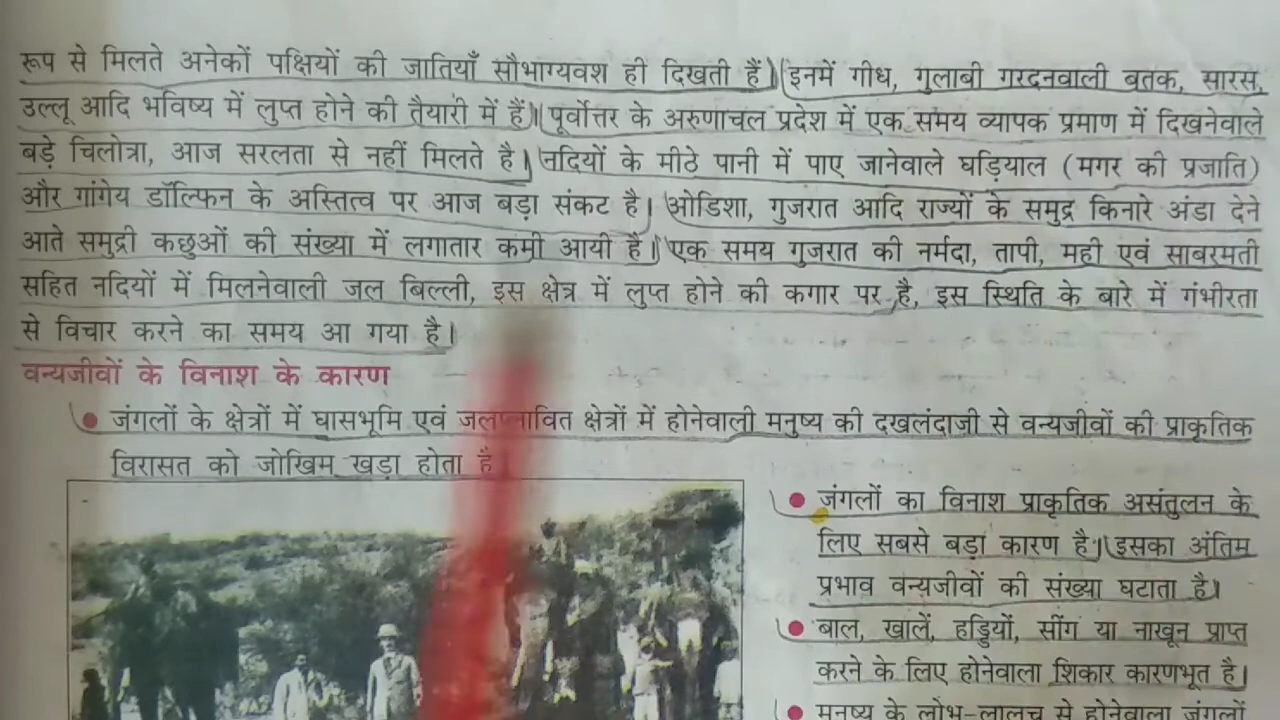 रूप से मिलते अनेकों पक्षियों की जातियाँ सौभाग्यवश ही दिखती हैं। इनमें गीध, गुलाबी गरदनवाली बतक, सारस,
उल्लू आदि भविष्य में लुप्त होने की तैयारी में हैं। पूर्वोत्तर के अरुणाचल प्रदेश में एक समय व्यापक प्रमाण में दिखनेवाले
बड़े चिलोत्रा, आज सरलता से नहीं मिलते है। नदियों के मीठे पानी में पाए जानेवाले घड़ियाल (मगर की प्रजाति)
और गांगेय डॉल्फिन के अस्तित्व पर आज बड़ा संकट है। ओडिशा, गुजरात आदि राज्यों के समुद्र किनारे अंडा देने
आते समुद्री कछुओं की संख्या में लगातार कमी आयी है। एक समय गुजरात की नर्मदा, तापी, मही एवं साबरमती
सहित नदियों में मिलनेवाली जल बिल्ली, इस क्षेत्र में लुप्त होने की कगार पर है, इस स्थिति के बारे में गंभीरता
से विचार करने का समय आ गया है।
वन्यजीवों के विनाश के कारण
● जंगलों के क्षेत्रों में घासभूमि एवं जलप्लावित क्षेत्रों में होनेवाली मनुष्य की दखलंदाजी से वन्यजीवों की प्राकृतिक
विरासत को जोखिम खड़ा होता है
● जंगलों का विनाश प्राकृतिक असंतुलन के
लिए सबसे बड़ा कारण है। इसका अंतिम
प्रभाव वन्यजीवों की संख्या घटाता है।
● बाल, खालें, हड्डियों, सींग या नाखून प्राप्त
करने के लिए होनेवाला शिकार कारणभूत है।
● मनुष्य के लोभ-लालच से होनेवाला जंगलों